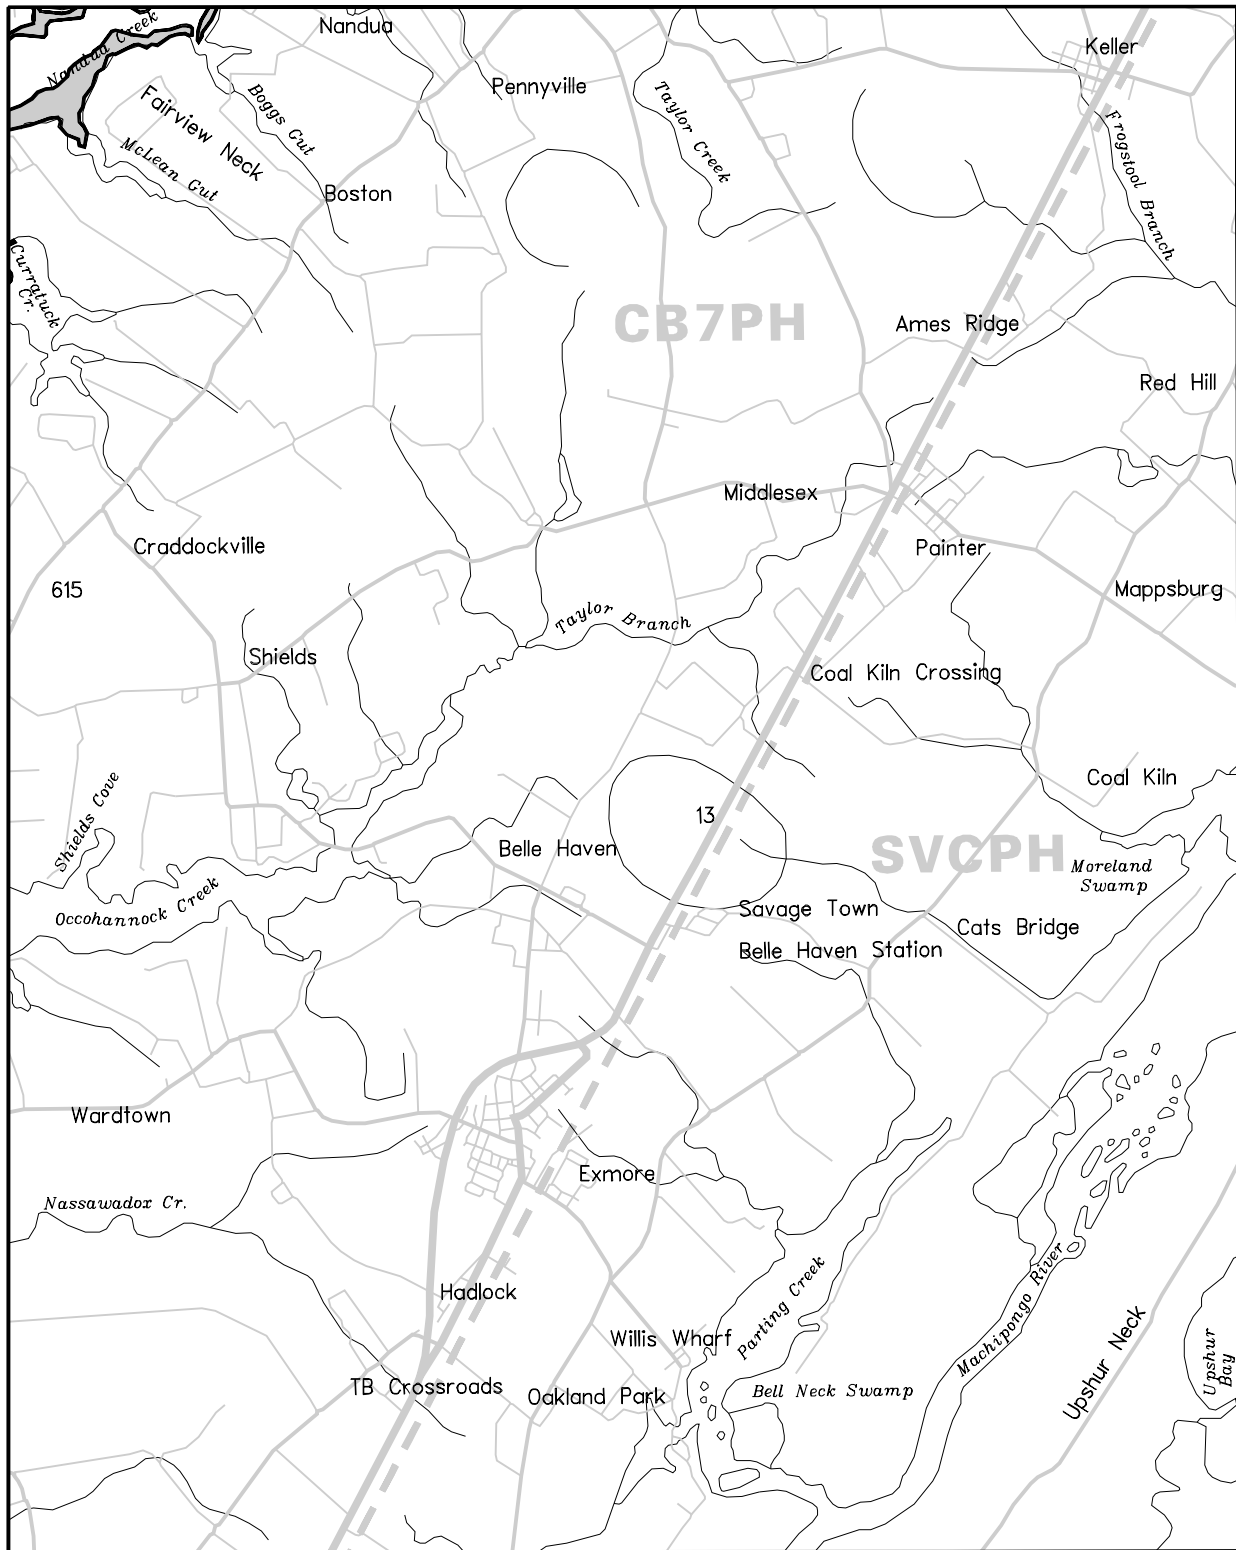 Nandua
Nandua Creek
Keller
Pennyville
Boggs Gut
Fairview Neck
Taylor Creek
Frogstool Branch
McLean Gut
Boston
Curratuck
Cr.
CB7PH
Ames Ridge
Red Hill
Middlesex
Craddockville
Painter
615
Mappsburg
Taylor Branch
Shields
Coal Kiln Crossing
Coal Kiln
Shields Cove
13
Belle Haven
SVCPH
Moreland
Swamp
Occohannock Creek
Savage Town
Cats Bridge
Belle Haven Station
Wardtown
Exmore
Nassawadox Cr.
Hadlock
Parting Creek
Machipongo River
Willis Wharf
Upshur Neck
Upshur
Bay
TB Crossroads
Oakland Park
Bell Neck Swamp